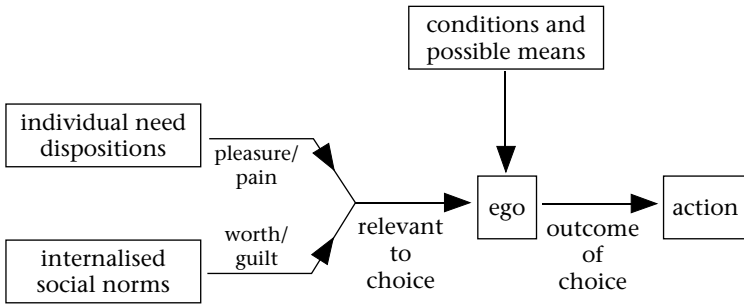 conditions and
possible means
individual need
dispositions
pleasure/
pain
worth/
guilt
internalised
social norms
relevant
to
choice
ego
outcome
of
choice
action